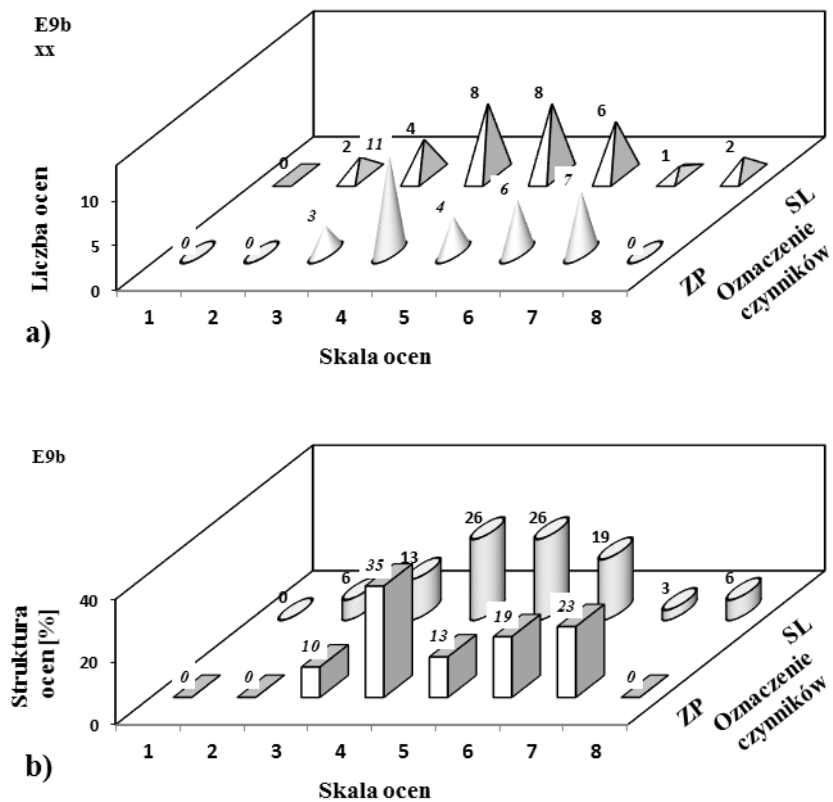 E9b
xx
Liczba ocen
10
5
0
0
2
4
8
8
6
1
2
0
0
3
11
4
6
7
0
1 2 3 4 5 6 7 8
Skala ocen
ZP
SL
Oznaczenie
czynników
a)
E9b
Struktura
ocen [%]
40
20
0
0
6
13
26
26
19
3
6
0
0
10
35
13
19
23
0
1 2 3 4 5 6 7 8
Skala ocen
ZP
SL
Oznaczenie
czynników
b)